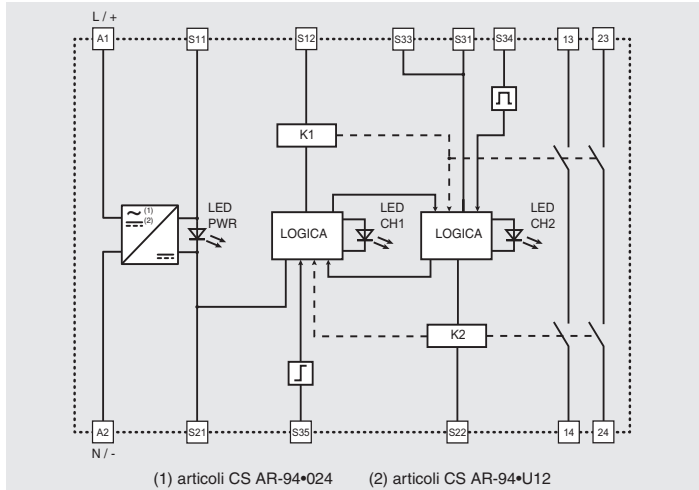 L / +
A1
S11
S12
S33
S31
S34
13
23
K1
~ (1)
(2)
LED
PWR
LOGICA
LED
CH1
LOGICA
LED
CH2
K2
A2
S21
S35
S22
14
24
N / -
(1) articoli CS AR-94•024
(2) articoli CS AR-94•U12